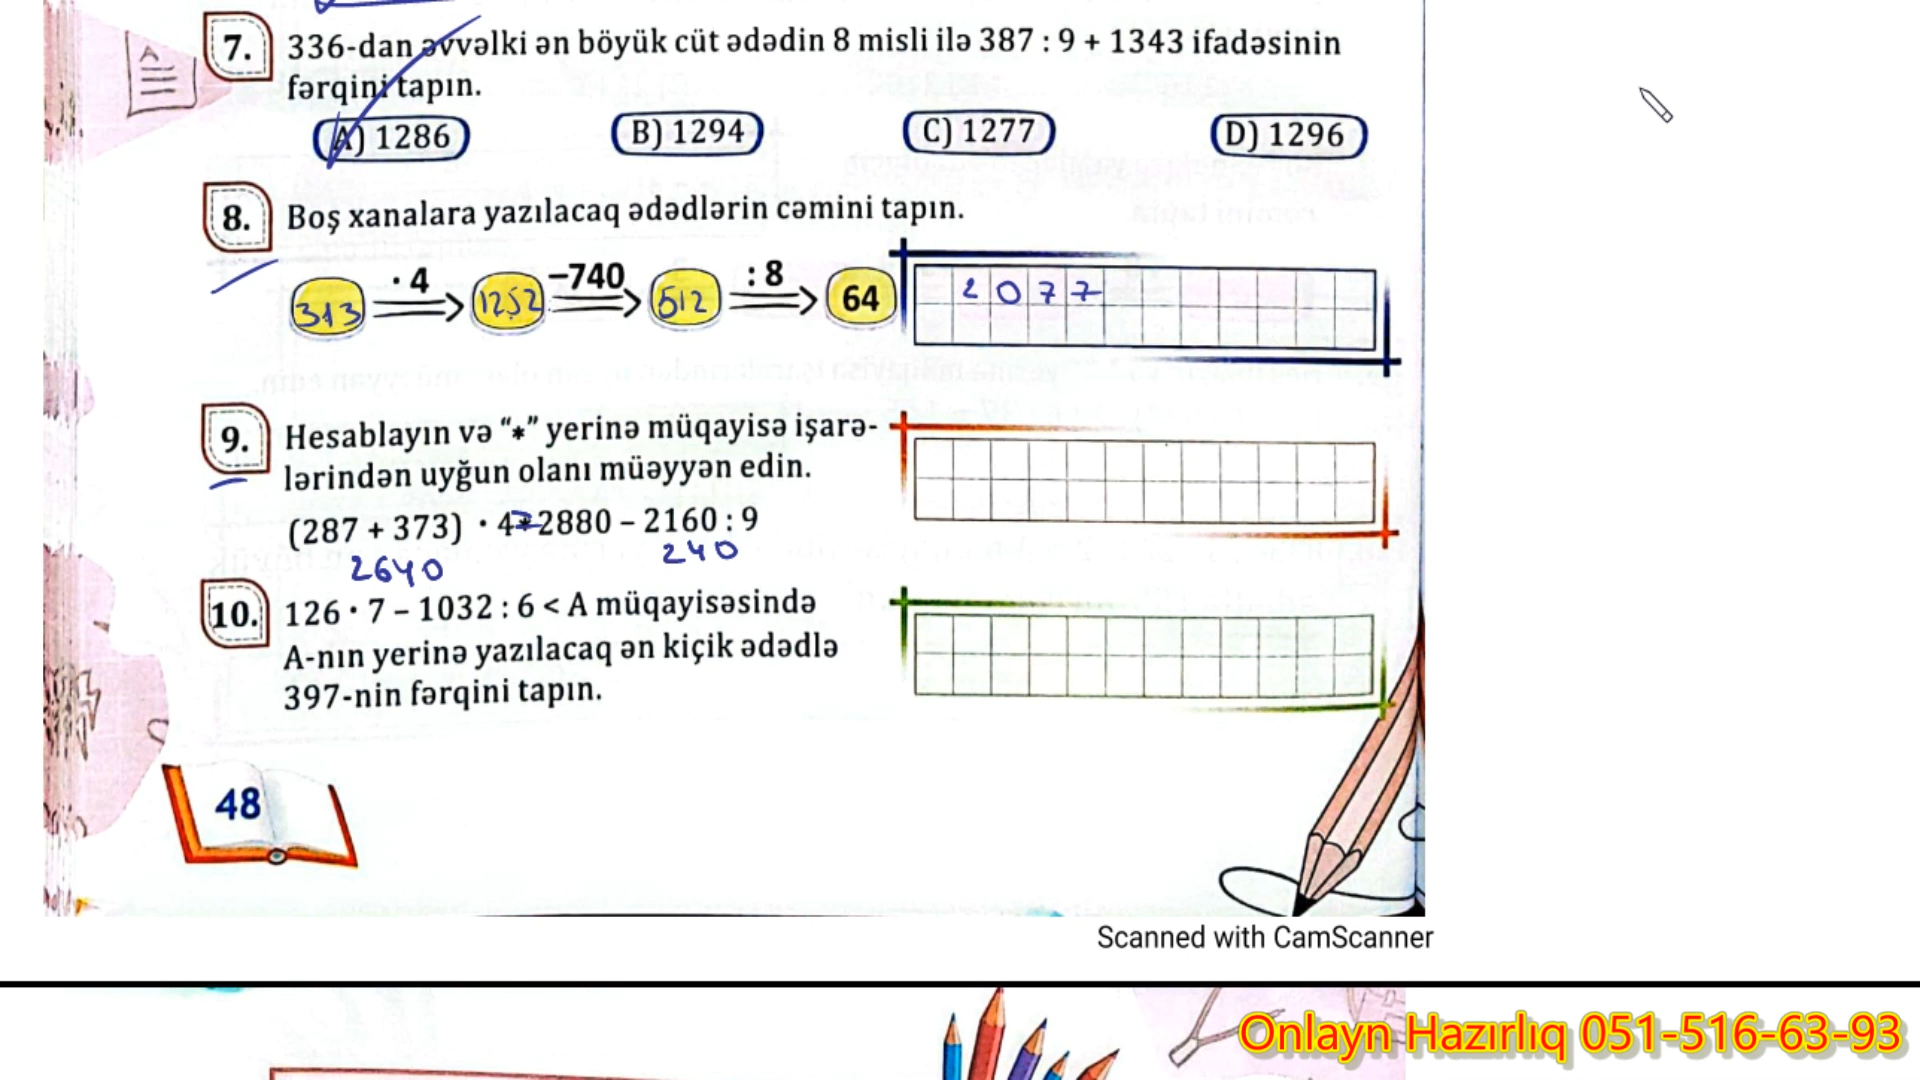 7. 336-dan əvvəlki ən böyük cüt ədədin 8 misli ilə 387 : 9 + 1343 ifadəsinin
fərqini tapın.
A) 1286 B) 1294 C) 1277 D) 1296
8. Boş xanalara yazılacaq ədədlərin cəmini tapın.
· 4 –740 : 8
313 1252 512 64
2077
9. Hesablayın və “*” yerinə müqayisə işarə-
lərindən uyğun olanı müəyyən edin.
(287 + 373) · 4 * 2880 – 2160 : 9
2640 240
10. 126 · 7 – 1032 : 6 < A müqayisəsində
A-nın yerinə yazılacaq ən kiçik ədədlə
397-nin fərqini tapın.
48
Scanned with CamScanner
Onlayn Hazırlıq 051-516-63-93